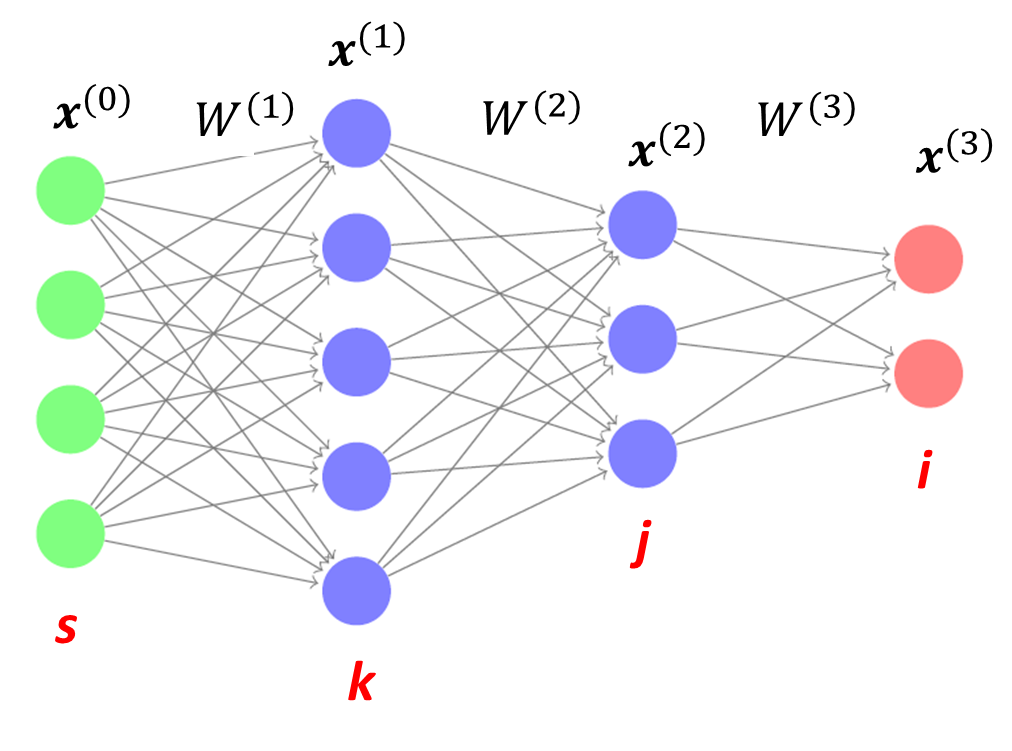 x^(0)
W^(1)
x^(1)
W^(2)
x^(2)
W^(3)
x^(3)
s
k
j
i